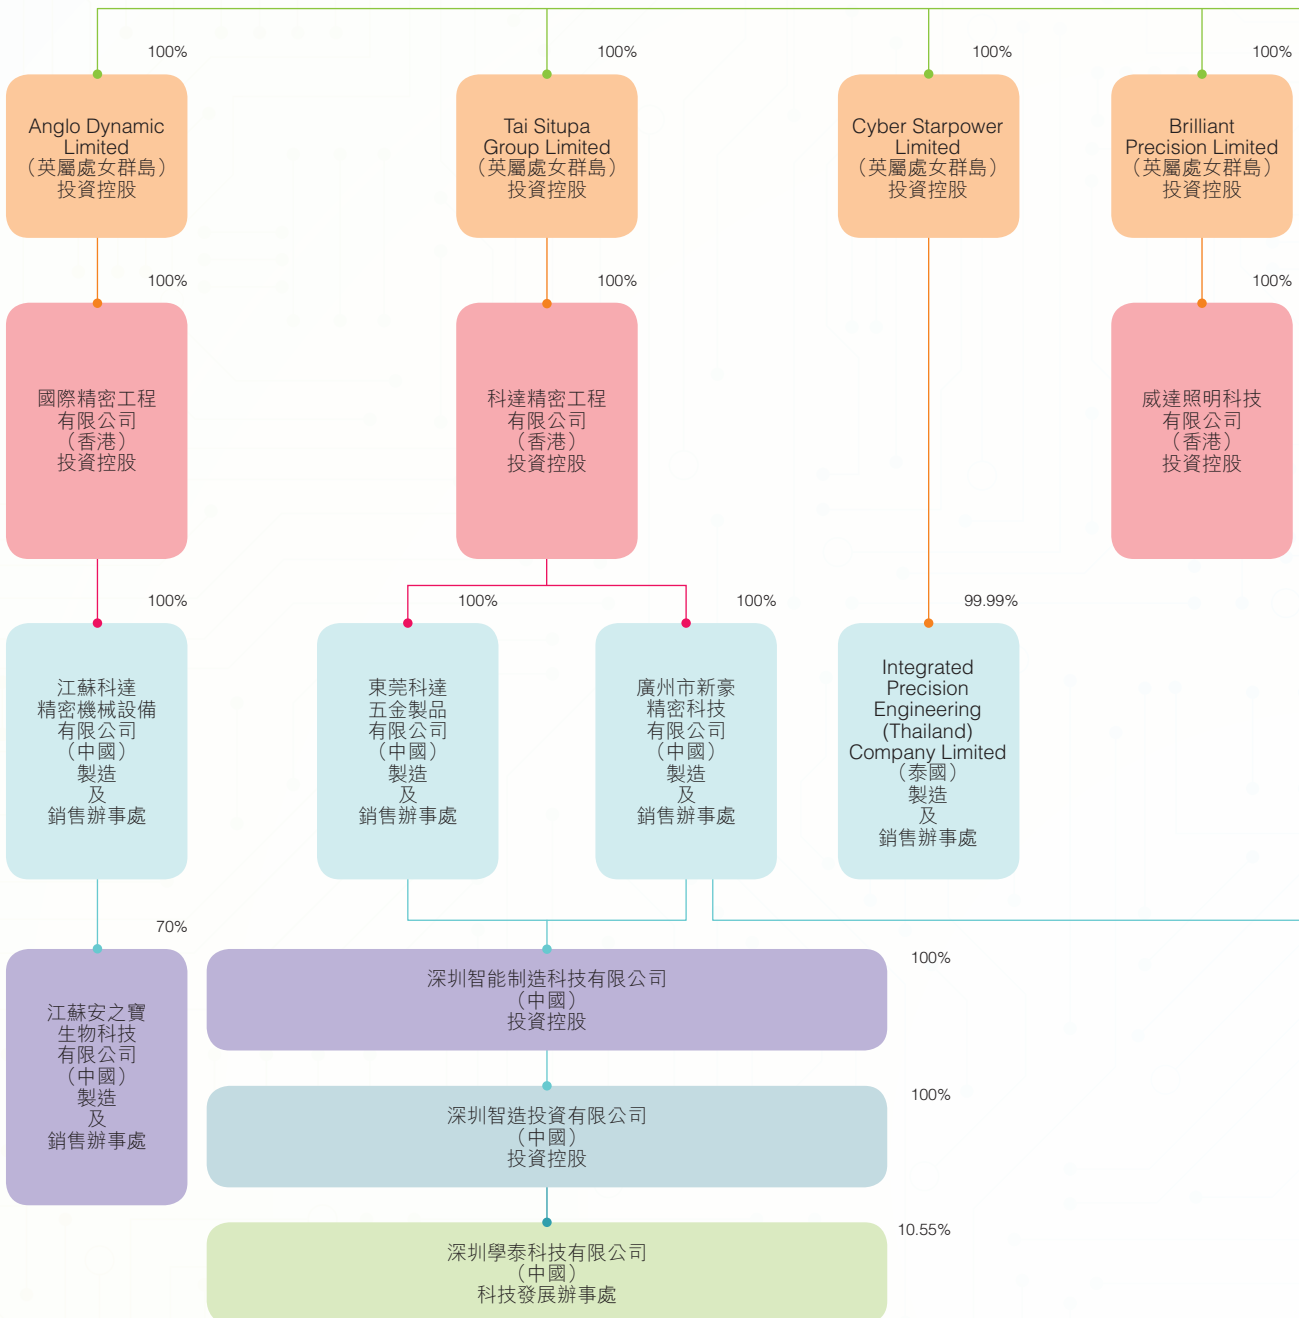 100%
100%
100%
100%
Anglo Dynamic
Limited
（英屬處女群島）
投資控股
Tai Situpa
Group Limited
（英屬處女群島）
投資控股
Cyber Starpower
Limited
（英屬處女群島）
投資控股
Brilliant
Precision Limited
（英屬處女群島）
投資控股
100%
100%
100%
國際精密工程
有限公司
（香港）
投資控股
科達精密工程
有限公司
（香港）
投資控股
威達照明科技
有限公司
（香港）
投資控股
100%
100%
100%
99.99%
江蘇科達
精密機械設備
有限公司
（中國）
製造
及
銷售辦事處
東莞科達
五金製品
有限公司
（中國）
製造
及
銷售辦事處
廣州市新豪
精密科技
有限公司
（中國）
製造
及
銷售辦事處
Integrated
Precision
Engineering
(Thailand)
Company Limited
（泰國）
製造
及
銷售辦事處
70%
100%
江蘇安之寶
生物科技
有限公司
（中國）
製造
及
銷售辦事處
深圳智能制造科技有限公司
（中國）
投資控股
100%
深圳智造投資有限公司
（中國）
投資控股
10.55%
深圳學泰科技有限公司
（中國）
科技發展辦事處